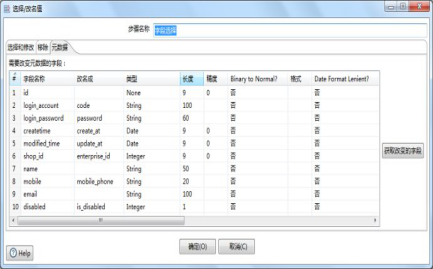 选择/改名值
步骤名称 字段选择
选择和修改 移除 元数据
需要改变元数据的字段：
# 字段名称 改名成 类型 长度 精度 Binary to Normal? 格式 Date Format Lenient?
1 id None 9 0 否 否
2 login_account code String 100 否 否
3 login_password password String 60 否 否
4 createtime create_at Date 9 0 否 否
5 modified_time update_at Date 9 0 否 否
6 shop_id enterprise_id Integer 9 0 否 否
7 name String 50 否 否
8 mobile mobile_phone String 20 否 否
9 email String 100 否 否
10 disabled is_disabled Integer 1 否 否
获取改变的字段
确定(O) 取消(C)
Help